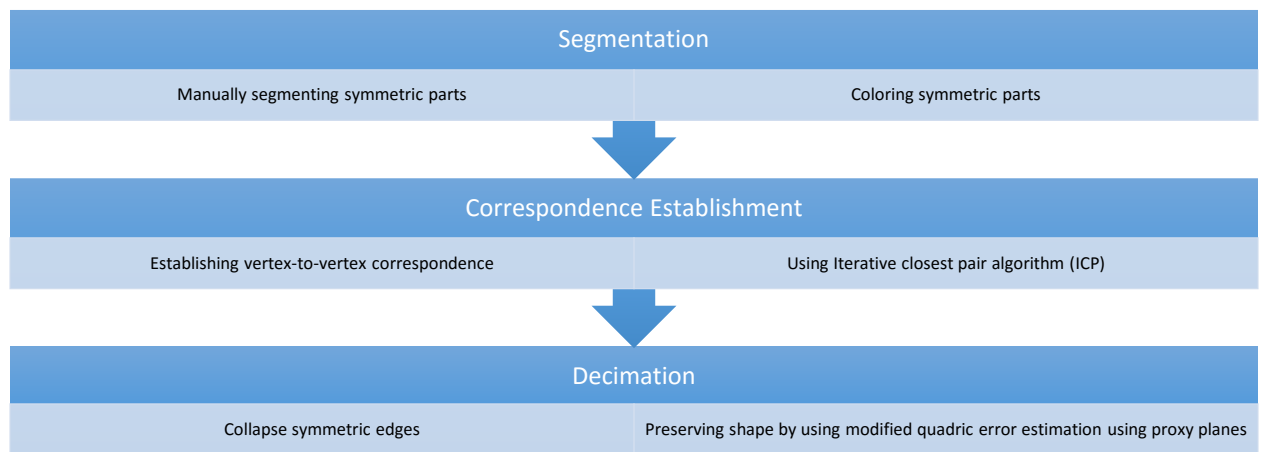 Segmentation
Manually segmenting symmetric parts
Coloring symmetric parts
Correspondence Establishment
Establishing vertex-to-vertex correspondence
Using Iterative closest pair algorithm (ICP)
Decimation
Collapse symmetric edges
Preserving shape by using modified quadric error estimation using proxy planes